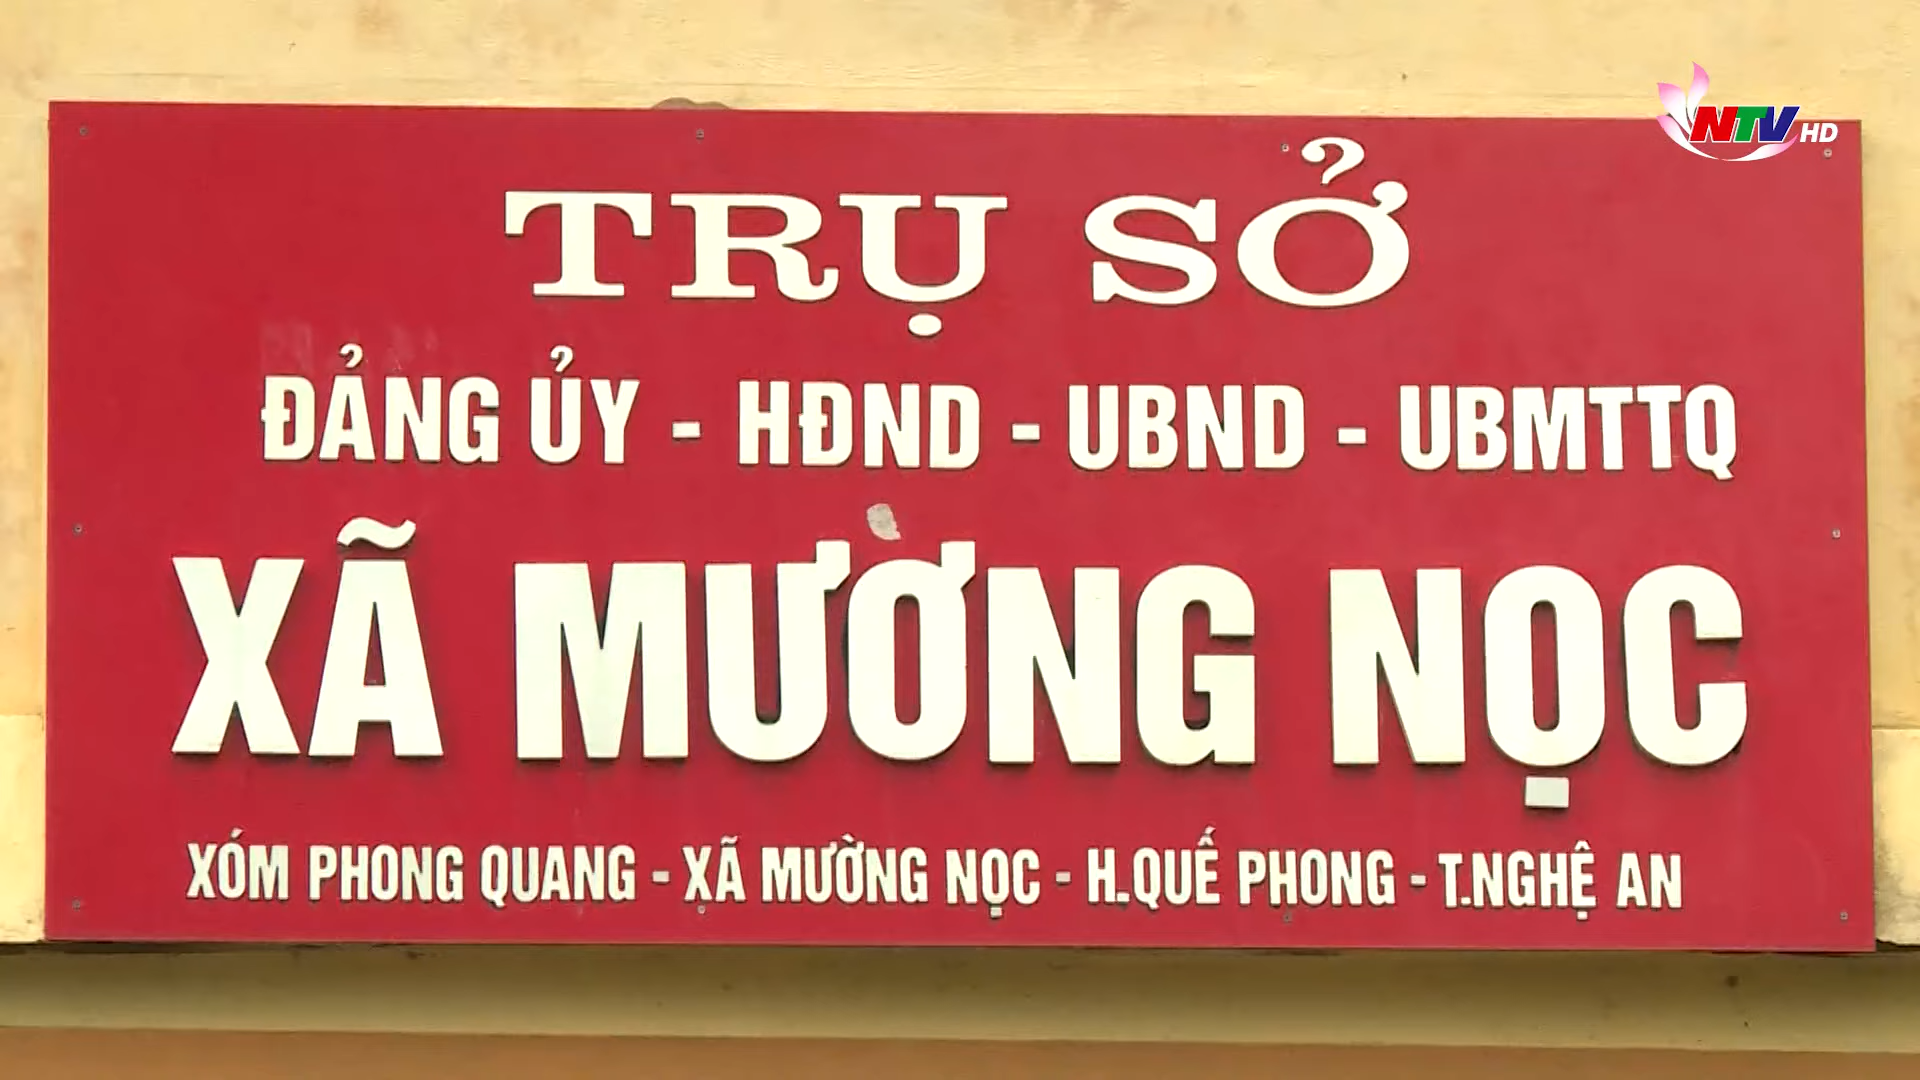 NTV HD
TRỤ SỞ
ĐẢNG ỦY - HĐND - UBND - UBMTTQ
XÃ MƯỜNG NỌC
XÓM PHONG QUANG - XÃ MƯỜNG NỌC - H.QUẾ PHONG - T.NGHỆ AN